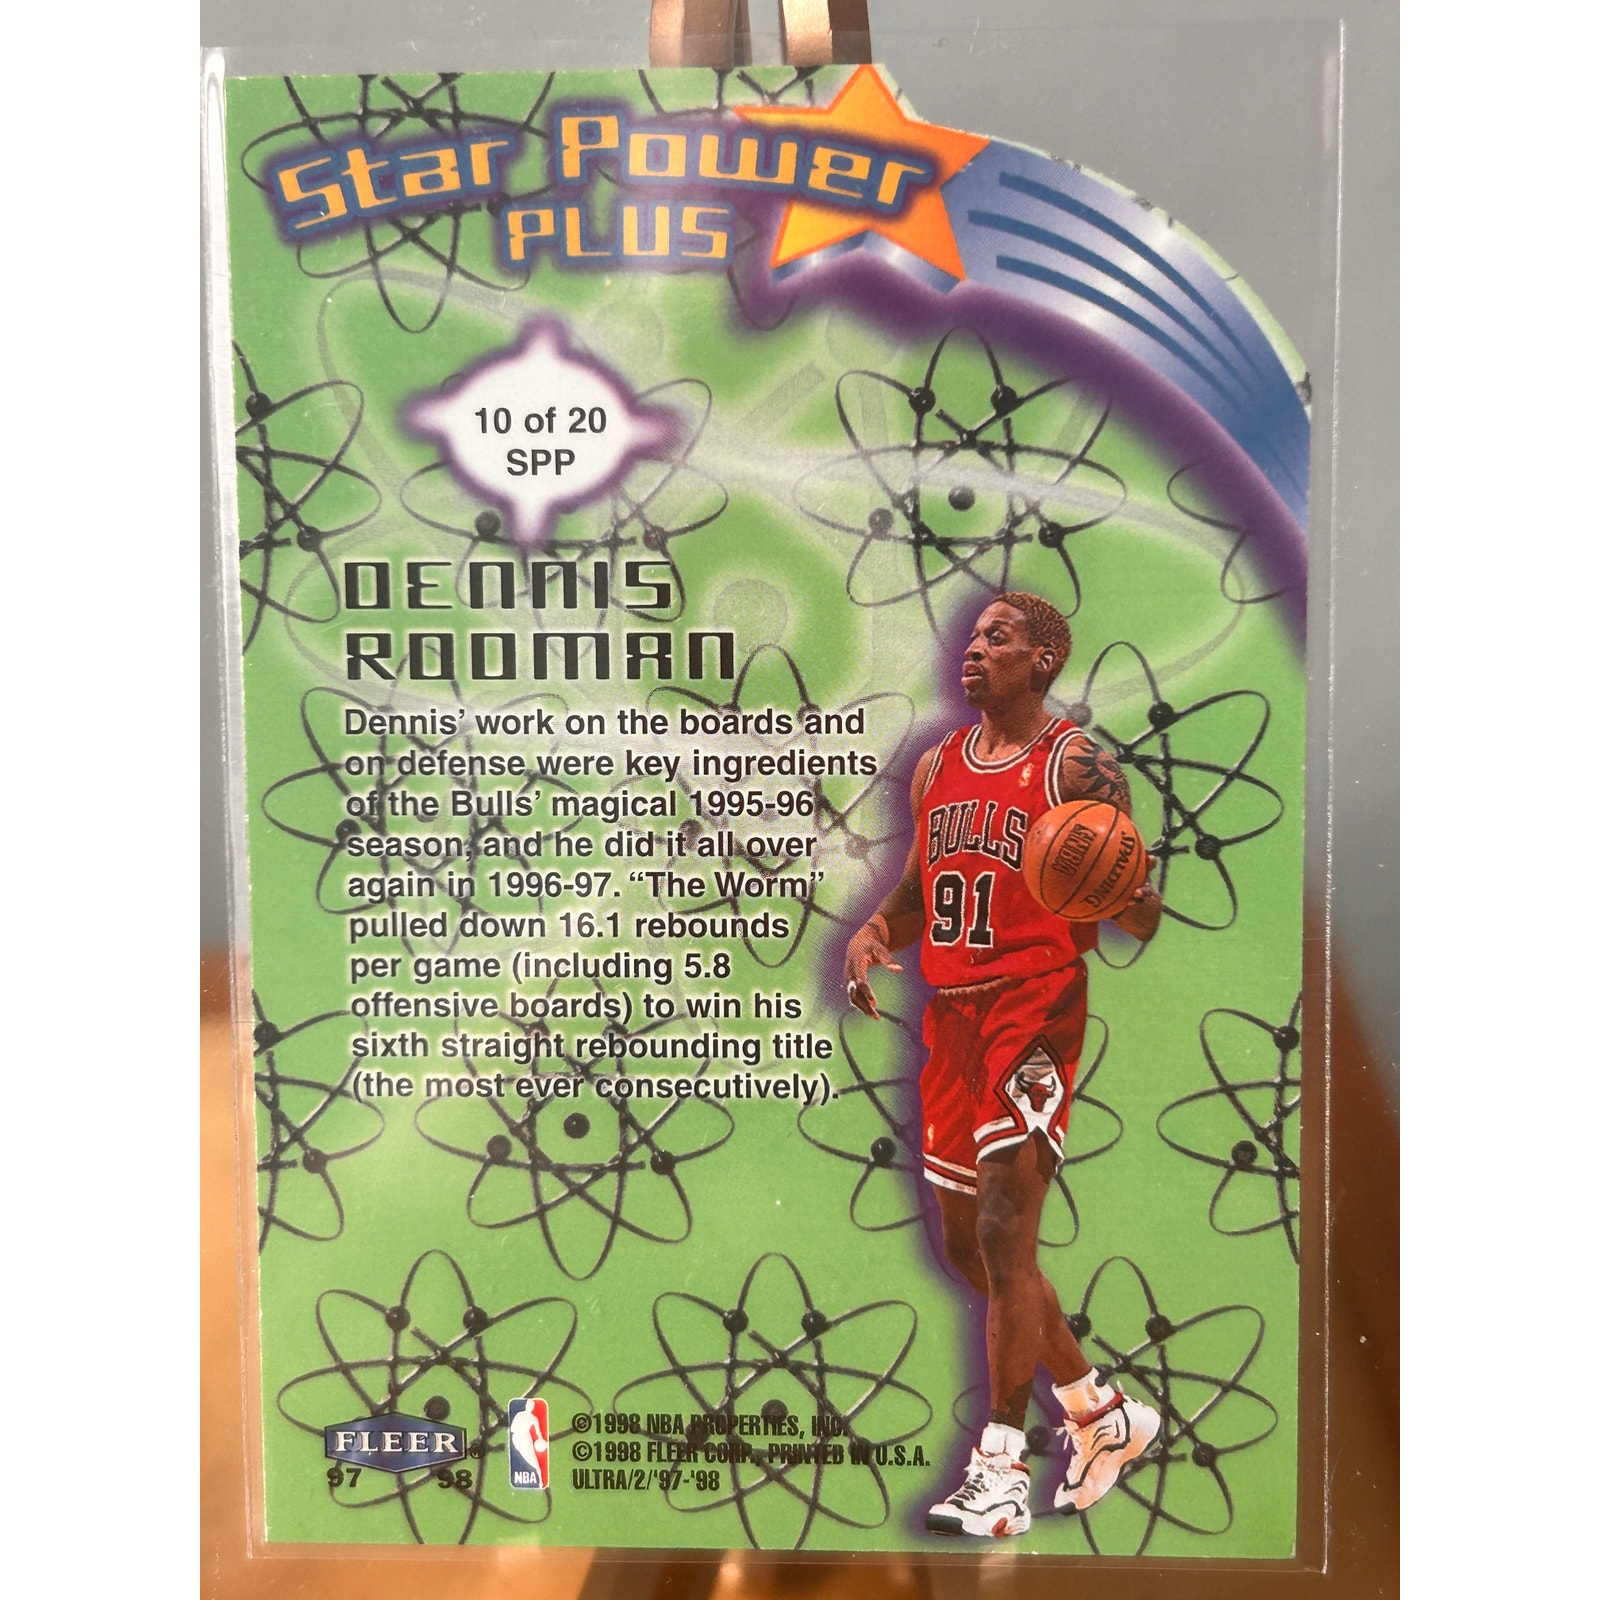 Star Power
PLUS
10 of 20
SPP
DENNIS
RODMAN
Dennis' work on the boards and
on defense were key ingredients
of the Bulls' magical 1995-96
season, and he did it all over
again in 1996-97. “The Worm”
pulled down 16.1 rebounds
per game (including 5.8
offensive boards) to win his
sixth straight rebounding title
(the most ever consecutively).
BULLS
91
NBA
SPALDING
FLEER®
97 98
NBA
©1998 NBA PROPERTIES, INC.
©1998 FLEER CORP., PRINTED IN U.S.A.
ULTRA/2/'97-'98